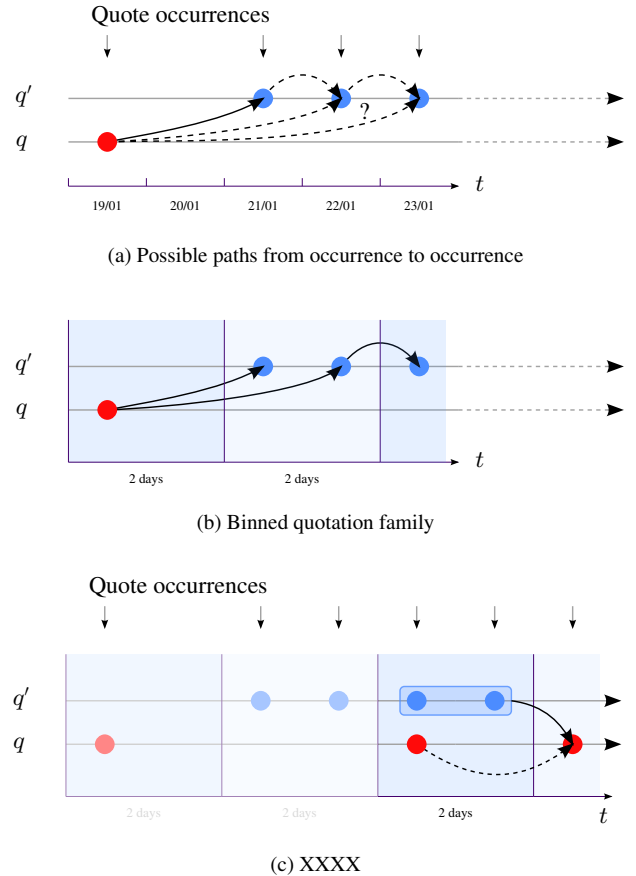 Quote occurrences
q′
?
q
t
19/01 20/01 21/01 22/01 23/01
(a) Possible paths from occurrence to occurrence
q′
q
t
2 days 2 days
(b) Binned quotation family
Quote occurrences
q′
q
2 days 2 days 2 days
t
(c) XXXX